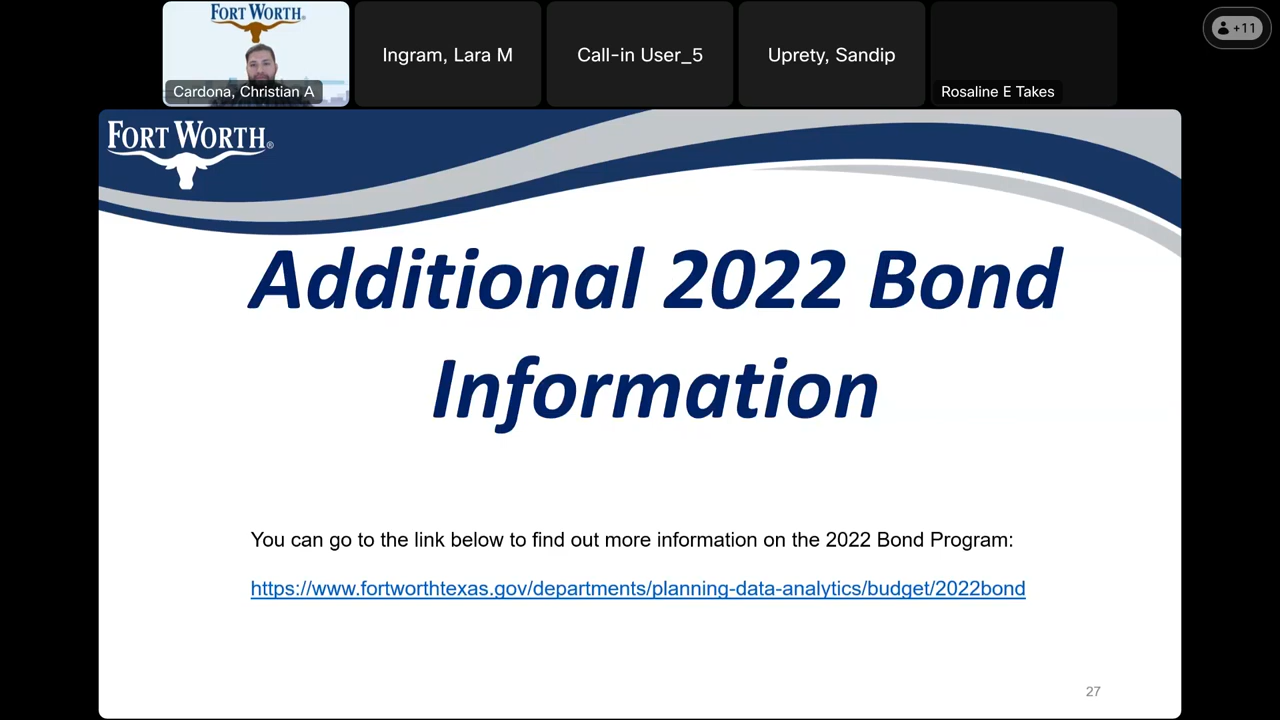 FORT WORTH®
Cardona, Christian A
Ingram, Lara M
Call-in User_5
Uprety, Sandip
Rosaline E Takes
+11
FORT WORTH®
Additional 2022 Bond
Information
You can go to the link below to find out more information on the 2022 Bond Program:
https://www.fortworthtexas.gov/departments/planning-data-analytics/budget/2022bond
27